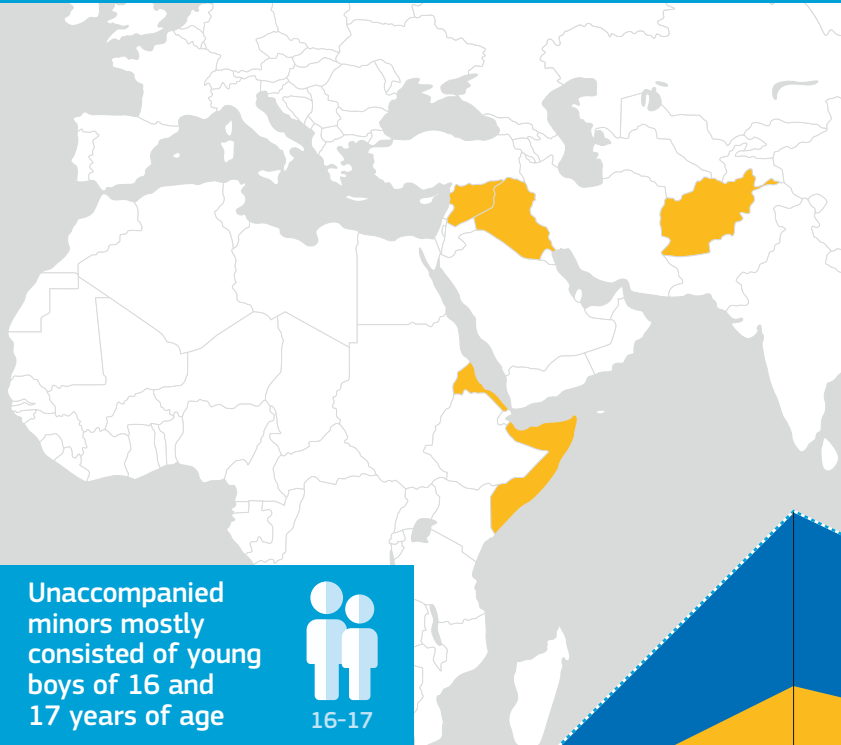 Unaccompanied
minors mostly
consisted of young
boys of 16 and
17 years of age
16-17